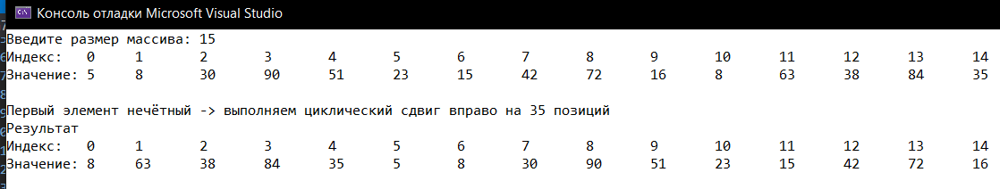 Консоль отладки Microsoft Visual Studio
Введите размер массива: 15
Индекс: 0 1 2 3 4 5 6 7 8 9 10 11 12 13 14
Значение: 5 8 30 90 51 23 15 42 72 16 8 63 38 84 35
Первый элемент нечётный -> выполняем циклический сдвиг вправо на 35 позиций
Результат
Индекс: 0 1 2 3 4 5 6 7 8 9 10 11 12 13 14
Значение: 8 63 38 84 35 5 8 30 90 51 23 15 42 72 16